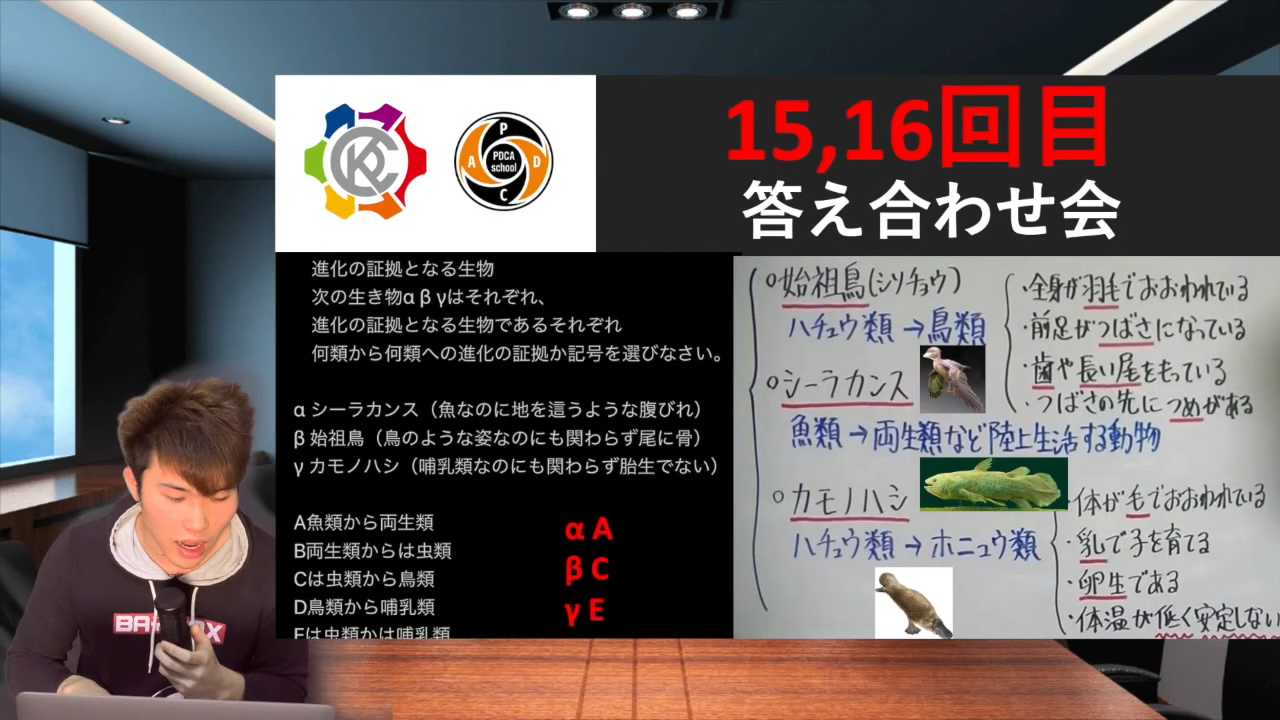 15,16回目
答え合わせ会
P
A
PDCA
school
D
C
KC
進化の証拠となる生物
次の生き物α β γはそれぞれ、
進化の証拠となる生物であるそれぞれ
何類から何類への進化の証拠か記号を選びなさい。
α シーラカンス（魚なのに地を這うような腹びれ）
β 始祖鳥（鳥のような姿なのにも関わらず尾に骨）
γ カモノハシ（哺乳類なのにも関わらず胎生でない）
A魚類から両生類
B両生類からは虫類
Cは虫類から鳥類
D鳥類から哺乳類
Eは虫類かは哺乳類
α A
β C
γ E
○始祖鳥(シソチョウ)
ハチュウ類→鳥類
・全身が羽毛でおおわれている
・前足がつばさになっている
・歯や長い尾をもっている
・つばさの先につめがある
○シーラカンス
魚類→両生類など陸上生活する動物
○カモノハシ
ハチュウ類→ホニュウ類
・体が毛でおおわれている
・乳で子を育てる
・卵生である
・体温が低く安定しない